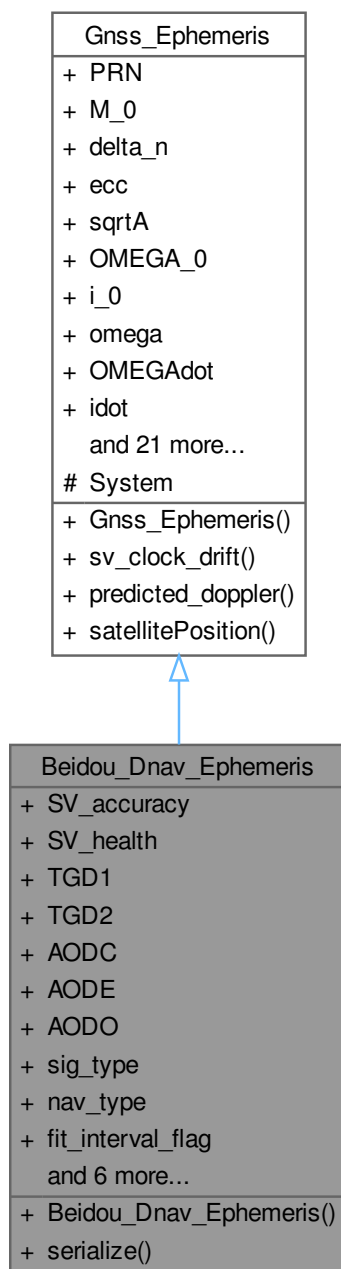 Gnss_Ephemeris
+ PRN
+ M_0
+ delta_n
+ ecc
+ sqrtA
+ OMEGA_0
+ i_0
+ omega
+ OMEGAdot
+ idot
and 21 more...
# System
+ Gnss_Ephemeris()
+ sv_clock_drift()
+ predicted_doppler()
+ satellitePosition()
Beidou_Dnav_Ephemeris
+ SV_accuracy
+ SV_health
+ TGD1
+ TGD2
+ AODC
+ AODE
+ AODO
+ sig_type
+ nav_type
+ fit_interval_flag
and 6 more...
+ Beidou_Dnav_Ephemeris()
+ serialize()